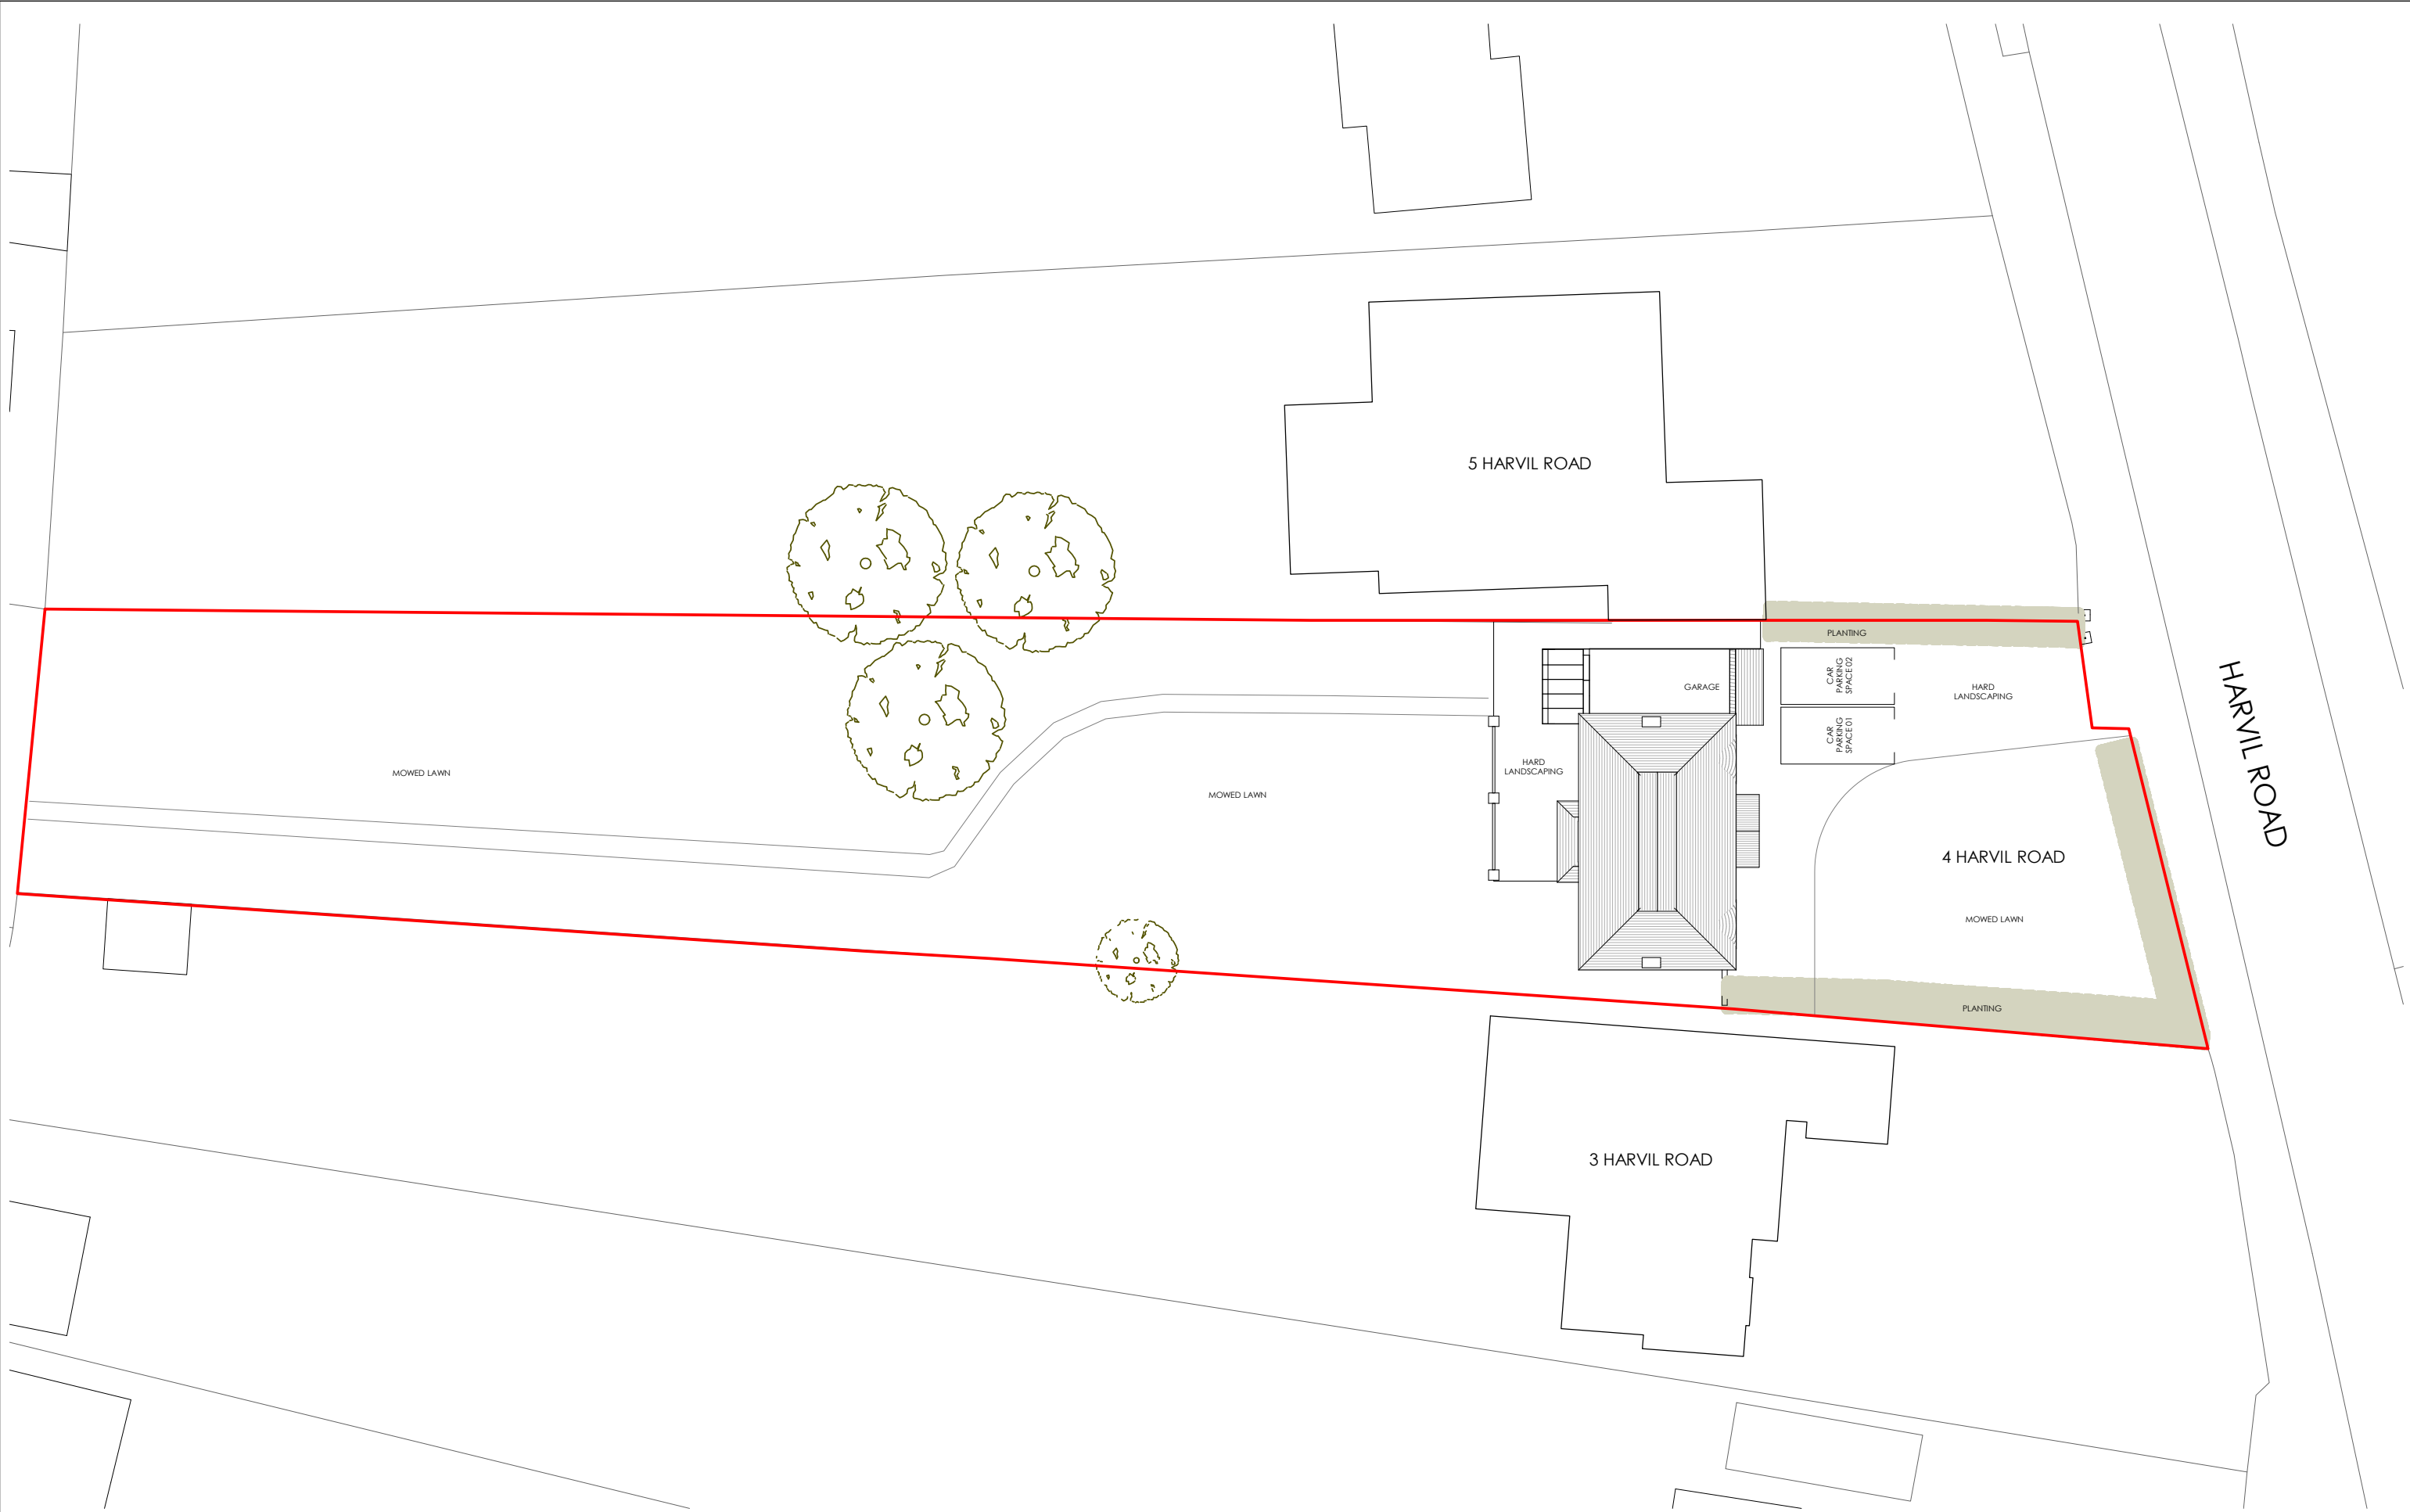 5 HARVIL ROAD
PLANTING
CAR
PARKING
SPACE 02
GARAGE
HARD
LANDSCAPING
CAR
PARKING
SPACE 01
HARVIL ROAD
HARD
LANDSCAPING
MOWED LAWN
MOWED LAWN
4 HARVIL ROAD
MOWED LAWN
PLANTING
3 HARVIL ROAD